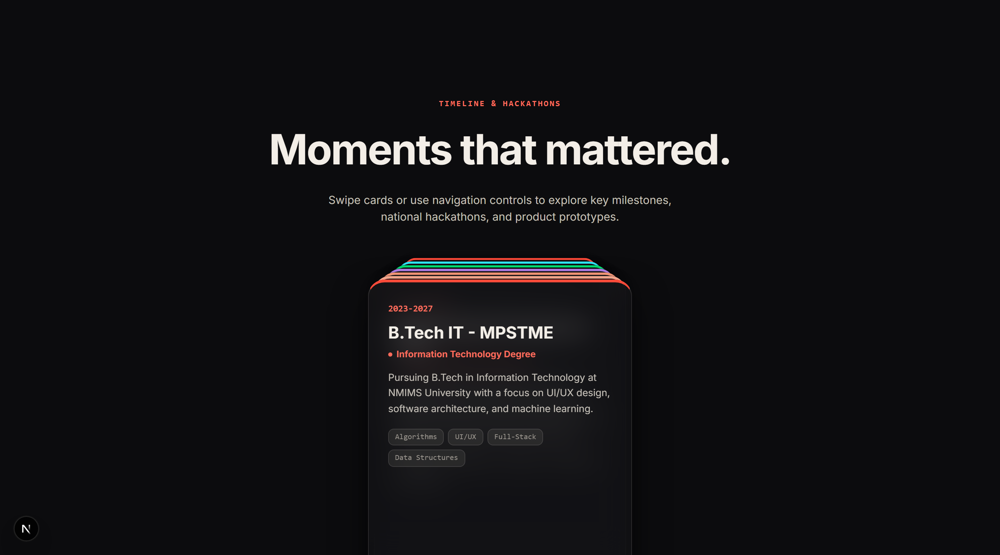 TIMELINE & HACKATHONS
Moments that mattered.
Swipe cards or use navigation controls to explore key milestones,
national hackathons, and product prototypes.
2023-2027
B.Tech IT - MPSTME
Information Technology Degree
Pursuing B.Tech in Information Technology at
NMIMS University with a focus on UI/UX design,
software architecture, and machine learning.
Algorithms UI/UX Full-Stack
Data Structures
N